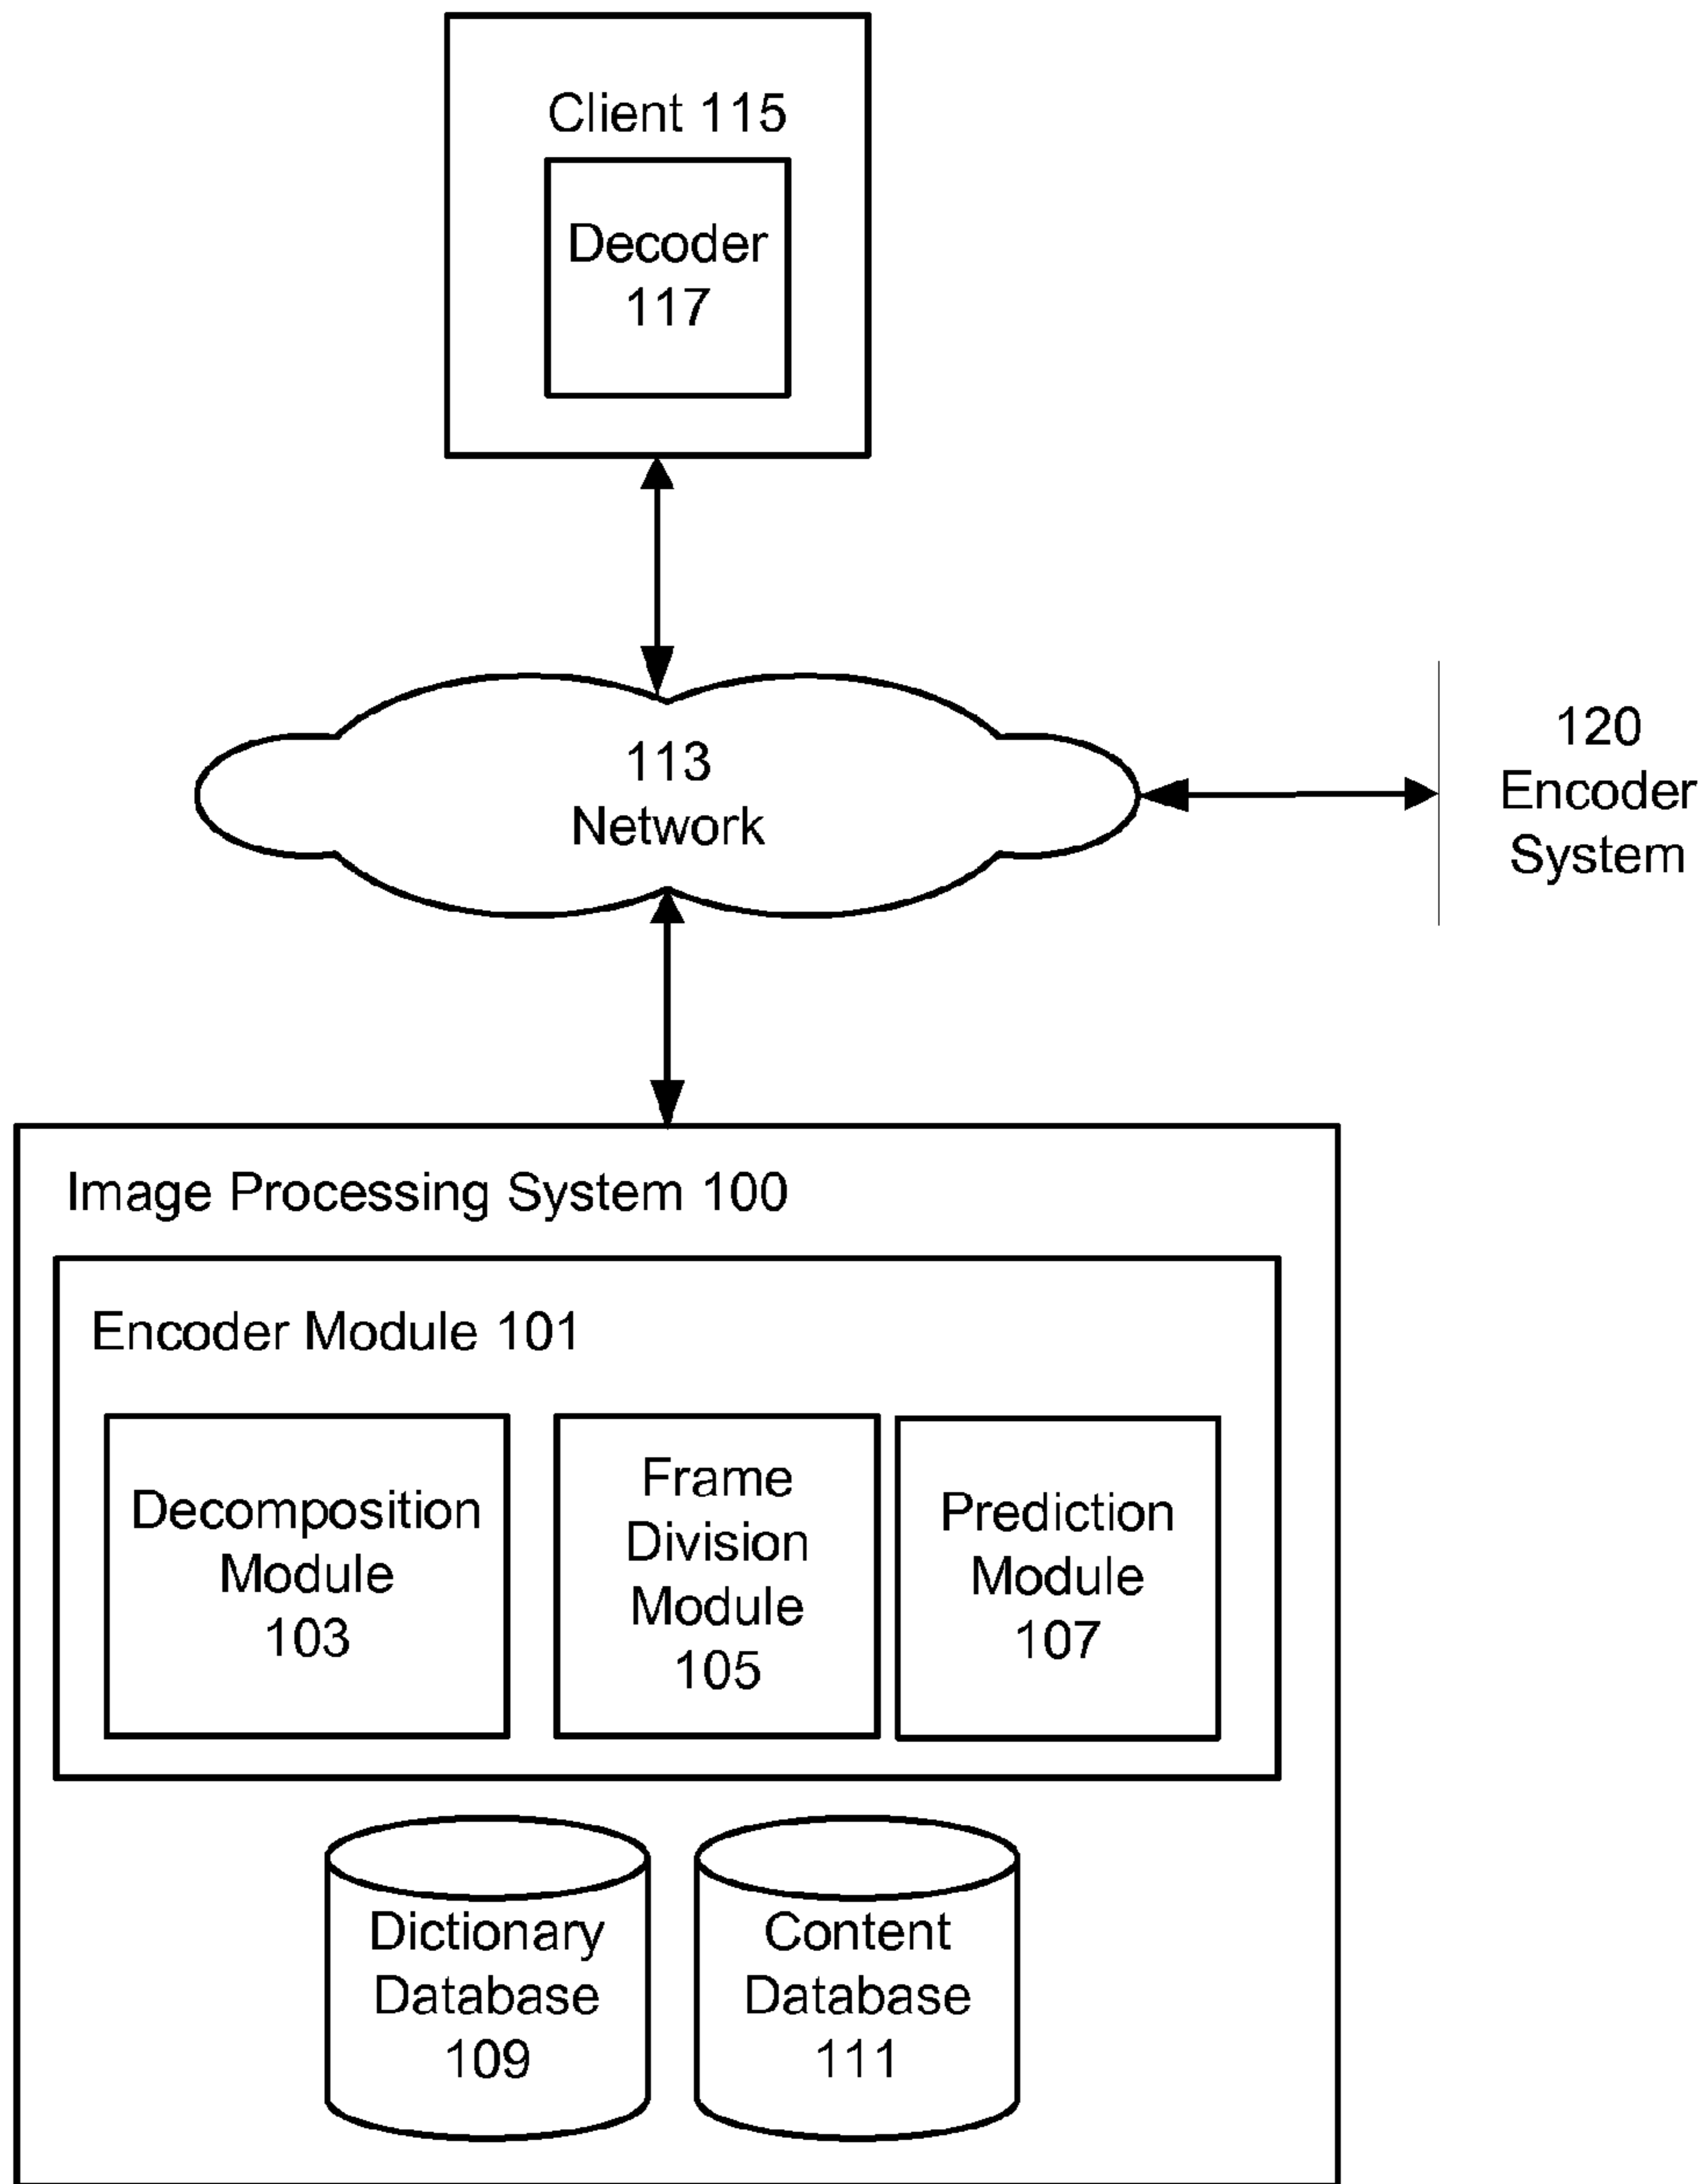 Client 115
Decoder
117
113
Network
120
Encoder
System
Image Processing System 100
Encoder Module 101
Decomposition
Module
103
Frame
Division
Module
105
Prediction
Module
107
Dictionary
Database
109
Content
Database
111